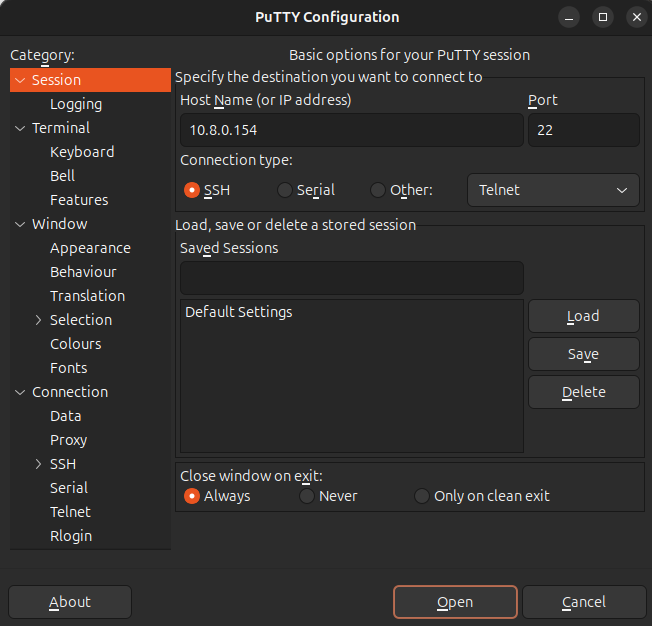 PuTTY Configuration
Category:
Session
Logging
Terminal
Keyboard
Bell
Features
Window
Appearance
Behaviour
Translation
Selection
Colours
Fonts
Connection
Data
Proxy
SSH
Serial
Telnet
Rlogin
Basic options for your PuTTY session
Specify the destination you want to connect to
Host Name (or IP address) Port
10.8.0.154 22
Connection type:
SSH Serial Other: Telnet
Load, save or delete a stored session
Saved Sessions
Default Settings
Load
Save
Delete
Close window on exit:
Always Never Only on clean exit
About Open Cancel